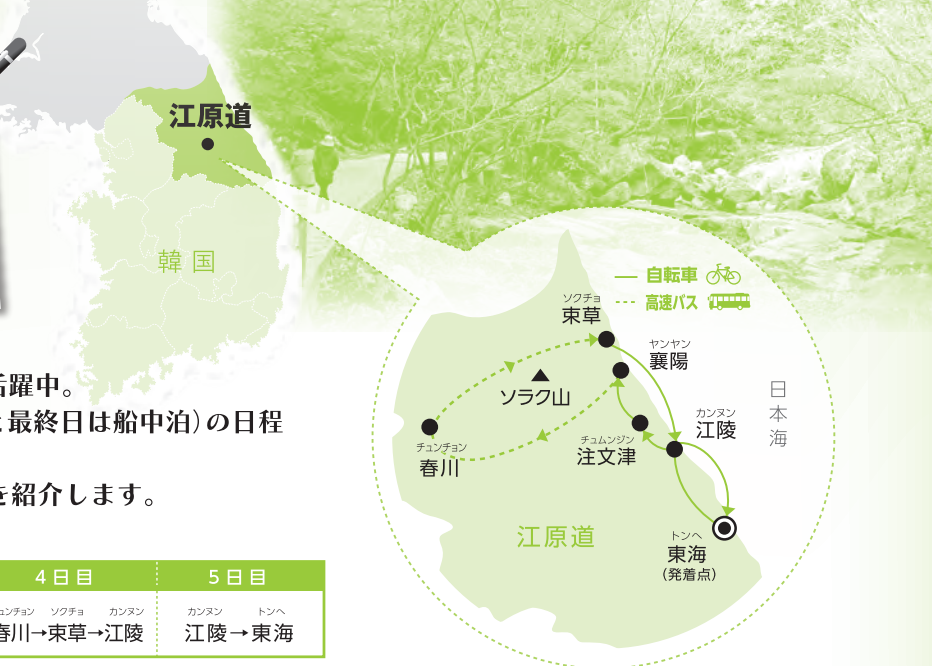 江原道
韓国
自転車
高速バス
ソクチョ
束草
ヤンヤン
襄陽
ソラク山
日本海
カンヌン
江陵
チュムンジン
注文津
チュンチョン
春川
江原道
トンヘ
東海
(発着点)
活躍中。
最終日は船中泊)の日程
を紹介します。
4日目
5日目
ュンチョン ソクチョ カンヌン
春川→束草→江陵
カンヌン トンヘ
江陵→東海